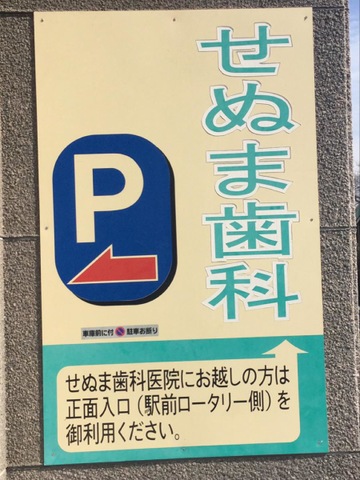 せぬま歯科
P
車庫前に付 駐車お断り
せぬま歯科医院にお越しの方は
正面入口（駅前ロータリー側）を
御利用ください。